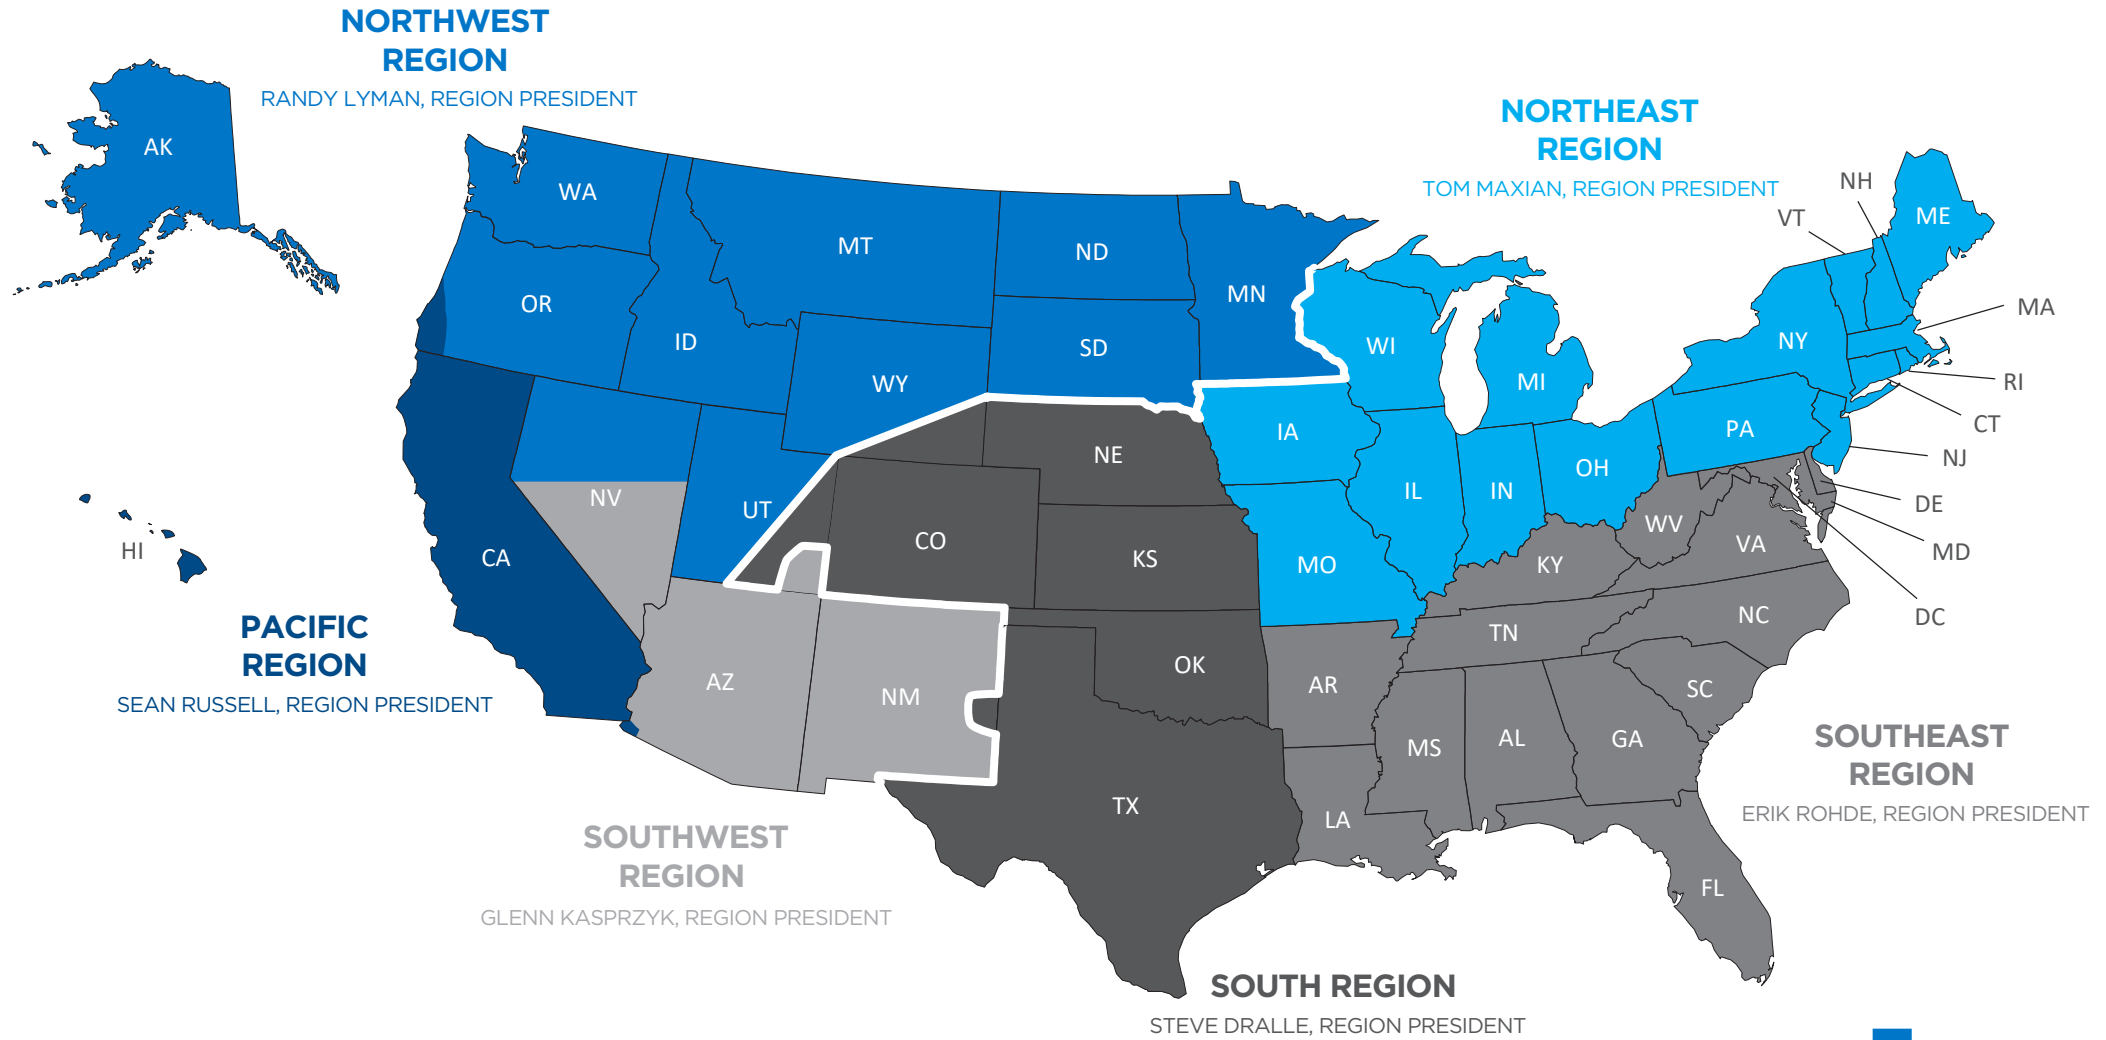 NORTHWEST
REGION
RANDY LYMAN, REGION PRESIDENT
NORTHEAST
REGION
TOM MAXIAN, REGION PRESIDENT
PACIFIC
REGION
SEAN RUSSELL, REGION PRESIDENT
SOUTHWEST
REGION
GLENN KASPRZYK, REGION PRESIDENT
SOUTH REGION
STEVE DRALLE, REGION PRESIDENT
SOUTHEAST
REGION
ERIK ROHDE, REGION PRESIDENT
AK
HI
WA
OR
ID
MT
WY
ND
SD
MN
NV
UT
CA
AZ
NM
CO
NE
KS
OK
TX
WI
MI
IA
IL
IN
OH
MO
PA
NY
VT
NH
ME
MA
RI
CT
NJ
DE
MD
DC
WV
VA
KY
TN
NC
SC
AR
MS
AL
GA
LA
FL